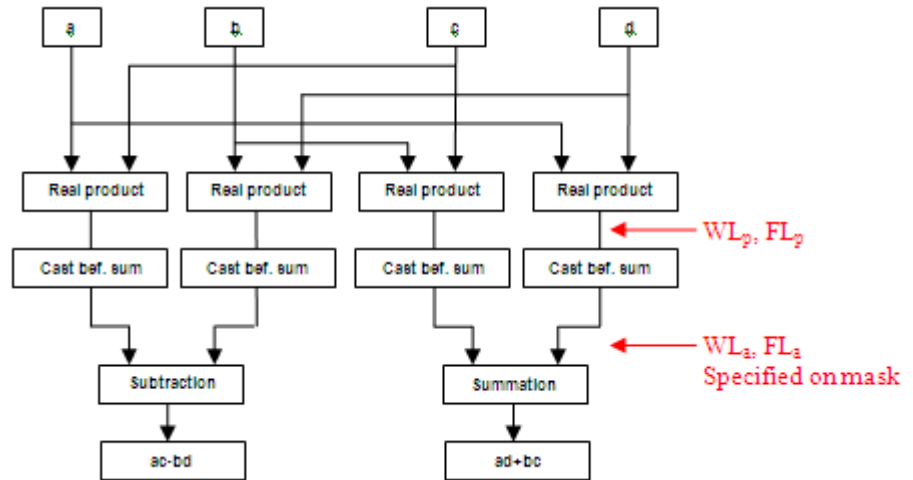 a b c d
Real product Real product Real product Real product
WLp, FLp
Cast bef. sum Cast bef. sum Cast bef. sum Cast bef. sum
WLa, FLa
Specified on mask
Subtraction Summation
ac-bd ad+bc